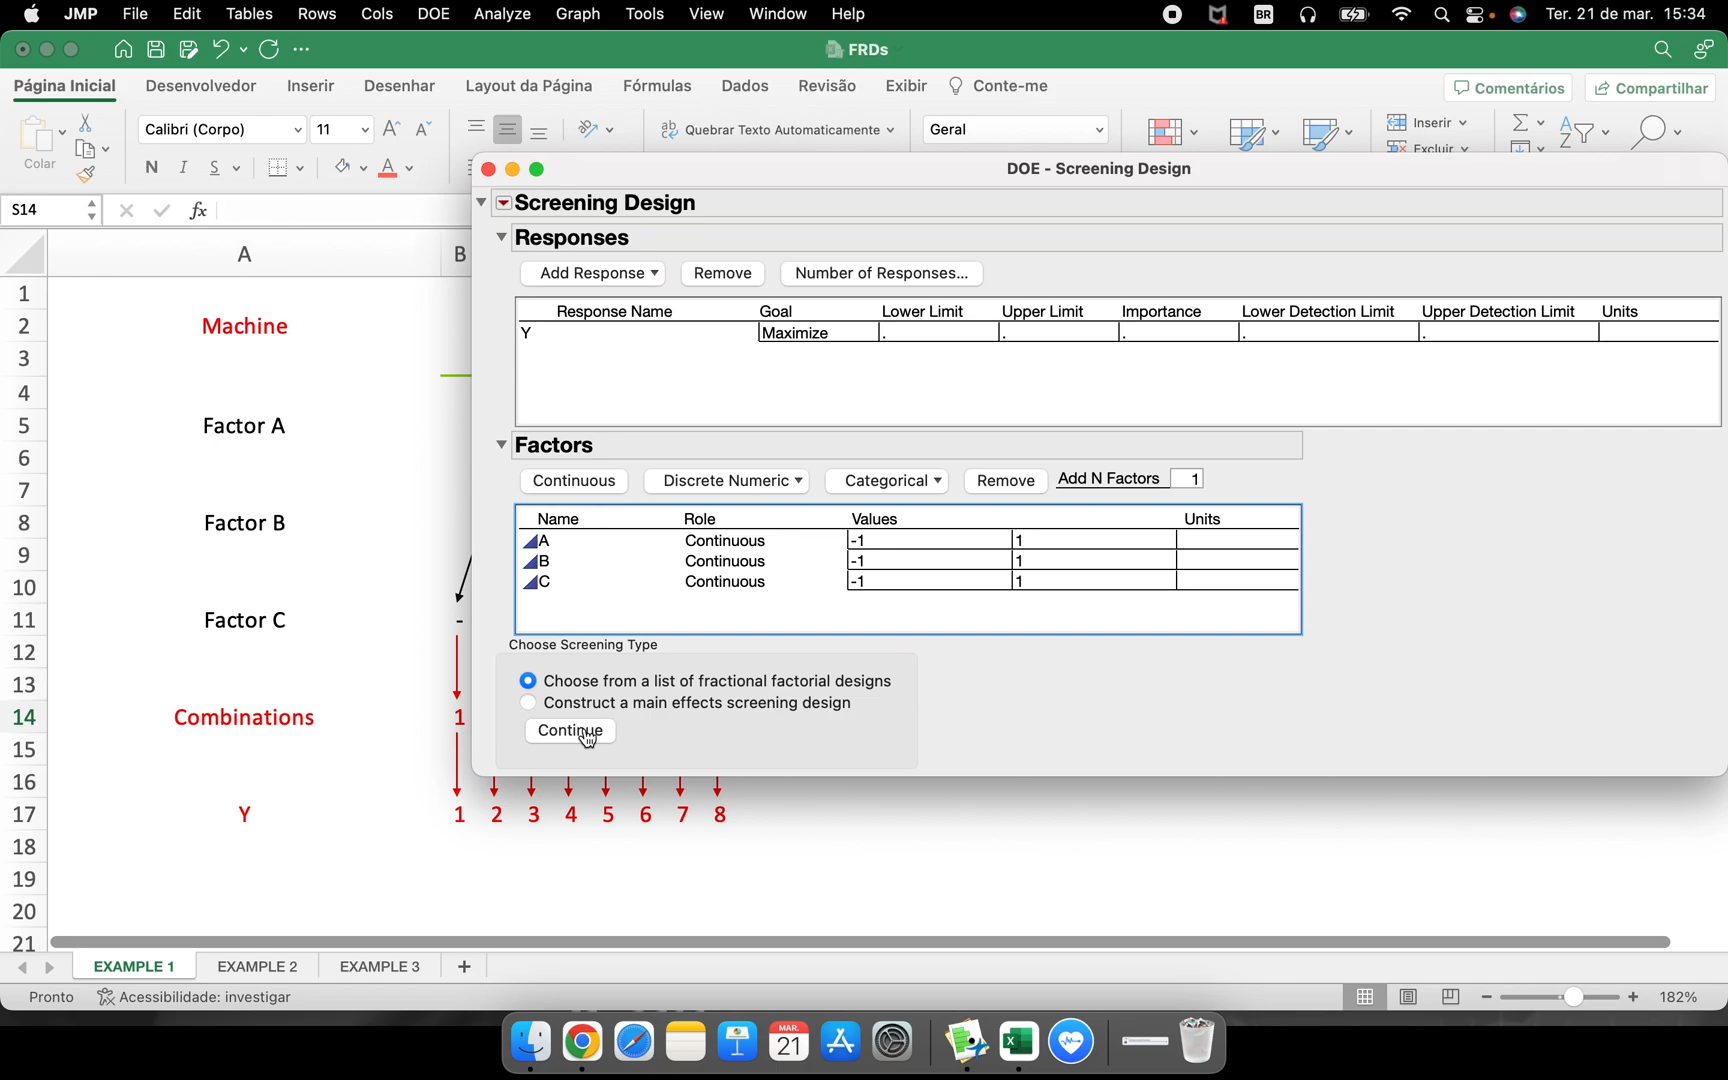 JMP File Edit Tables Rows Cols DOE Analyze Graph Tools View Window Help BR Ter. 21 de mar. 15:34
FRDs
Página Inicial Desenvolvedor Inserir Desenhar Layout da Página Fórmulas Dados Revisão Exibir Conte-me Comentários Compartilhar
Colar Calibri (Corpo) 11 Quebrar Texto Automaticamente Geral Inserir
Excluir
N I S A
S14 fx
DOE - Screening Design
Screening Design
Responses
Add Response Remove Number of Responses...
Response Name Goal Lower Limit Upper Limit Importance Lower Detection Limit Upper Detection Limit Units
Y Maximize . . . . .
Factors
Continuous Discrete Numeric Categorical Remove Add N Factors 1
Name Role Values Units
A Continuous -1 1
B Continuous -1 1
C Continuous -1 1
Choose Screening Type
Choose from a list of fractional factorial designs
Construct a main effects screening design
Continue
A B
1
2 Machine
3
4
5 Factor A
6
7
8 Factor B
9
10
11 Factor C -
12
13
14 Combinations 1
15
16
17 Y 1 2 3 4 5 6 7 8
18
19
20
21
EXAMPLE 1 EXAMPLE 2 EXAMPLE 3 +
Pronto Acessibilidade: investigar 182%
MAR.
21